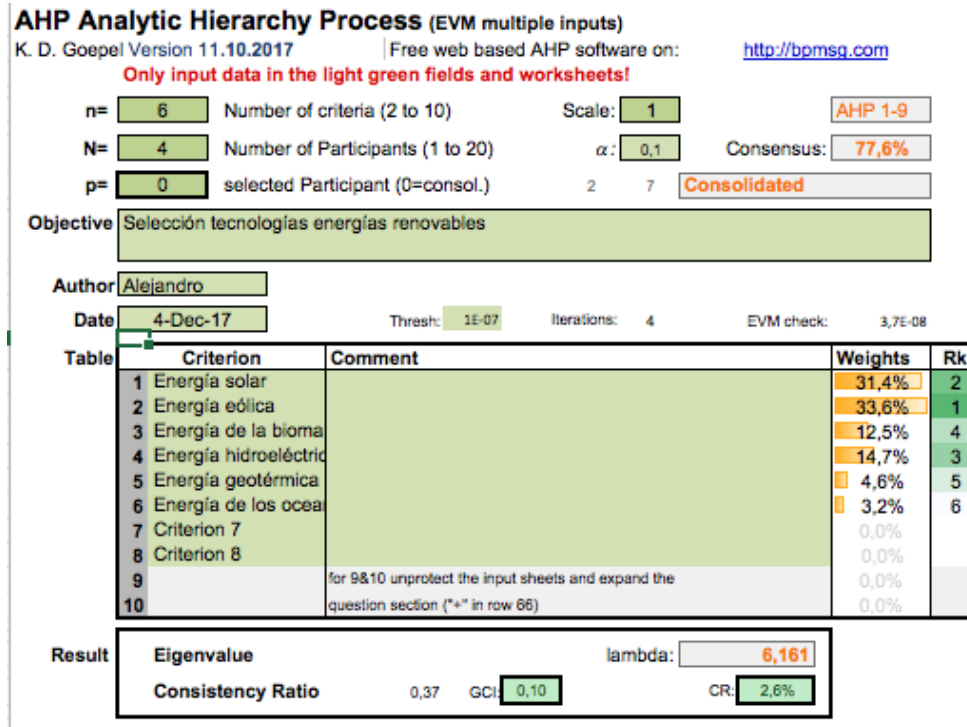 AHP Analytic Hierarchy Process (EVM multiple inputs)
K. D. Goepel Version 11.10.2017 Free web based AHP software on: http://bpmsg.com
Only input data in the light green fields and worksheets!
n= 6 Number of criteria (2 to 10) Scale: 1 AHP 1-9
N= 4 Number of Participants (1 to 20) α: 0,1 Consensus: 77,6%
p= 0 selected Participant (0=consol.) 2 7 Consolidated
Objective Selección tecnologías energías renovables
Author Alejandro
Date 4-Dec-17 Thresh: 1E-07 Iterations: 4 EVM check: 3,7E-08
Table Criterion Comment Weights Rk
1 Energía solar 31,4% 2
2 Energía eólica 33,6% 1
3 Energía de la bioma 12,5% 4
4 Energía hidroeléctric 14,7% 3
5 Energía geotérmica 4,6% 5
6 Energía de los ocea 3,2% 6
7 Criterion 7 0,0%
8 Criterion 8 0,0%
9 for 9&10 unprotect the input sheets and expand the 0,0%
10 question section ("+" in row 66) 0,0%
Result Eigenvalue lambda: 6,161
Consistency Ratio 0,37 GCI: 0,10 CR: 2,6%